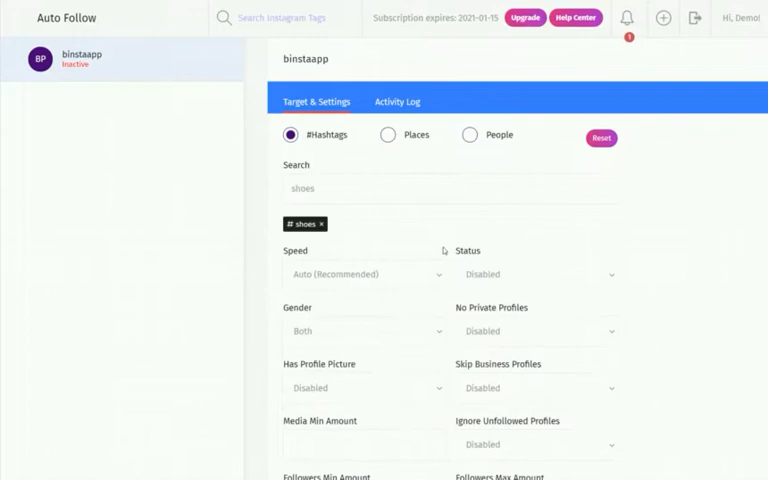 Auto Follow
Search Instagram Tags
Subscription expires: 2021-01-15
Upgrade
Help Center
1
Hi, Demo!
BP
binstaapp
Inactive
binstaapp
Target & Settings
Activity Log
#Hashtags
Places
People
Reset
Search
shoes
# shoes ×
Speed
Status
Auto (Recommended)
Disabled
Gender
No Private Profiles
Both
Disabled
Has Profile Picture
Skip Business Profiles
Disabled
Disabled
Media Min Amount
Ignore Unfollowed Profiles
Disabled
Followers Min Amount
Followers Max Amount